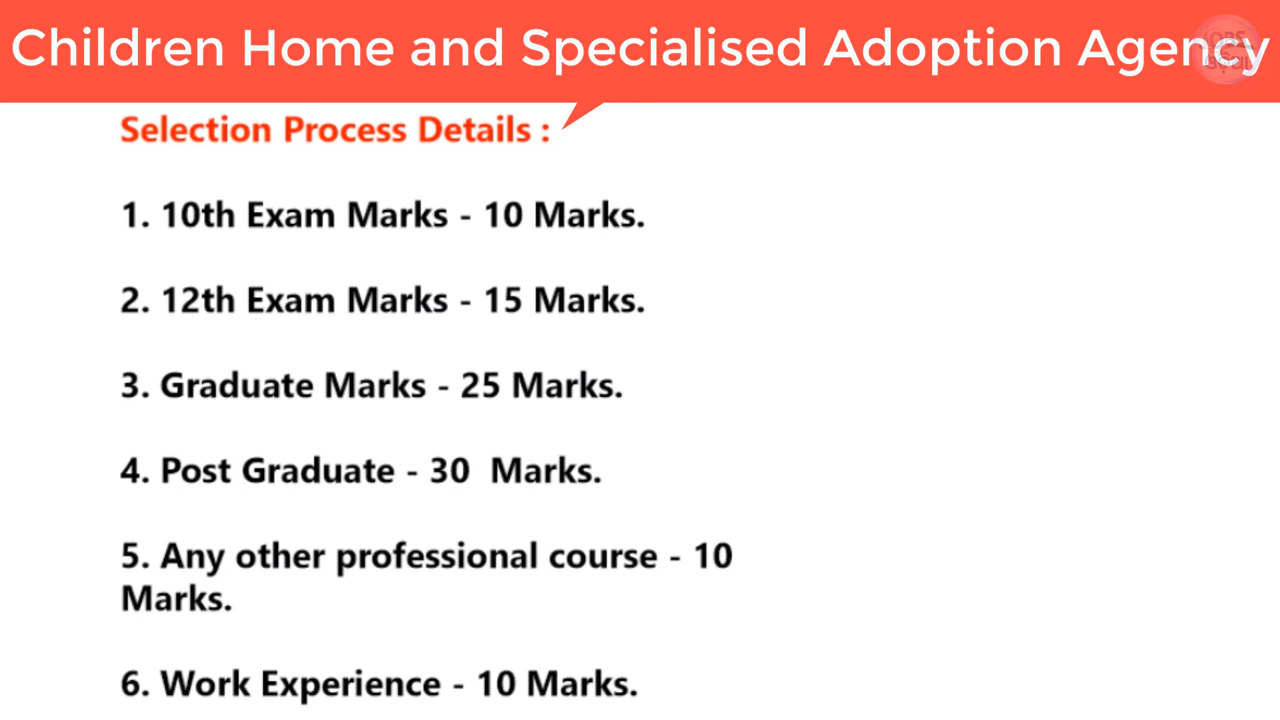 Children Home and Specialised Adoption Agency
Selection Process Details :
1. 10th Exam Marks - 10 Marks.
2. 12th Exam Marks - 15 Marks.
3. Graduate Marks - 25 Marks.
4. Post Graduate - 30  Marks.
5. Any other professional course - 10
Marks.
6. Work Experience - 10 Marks.